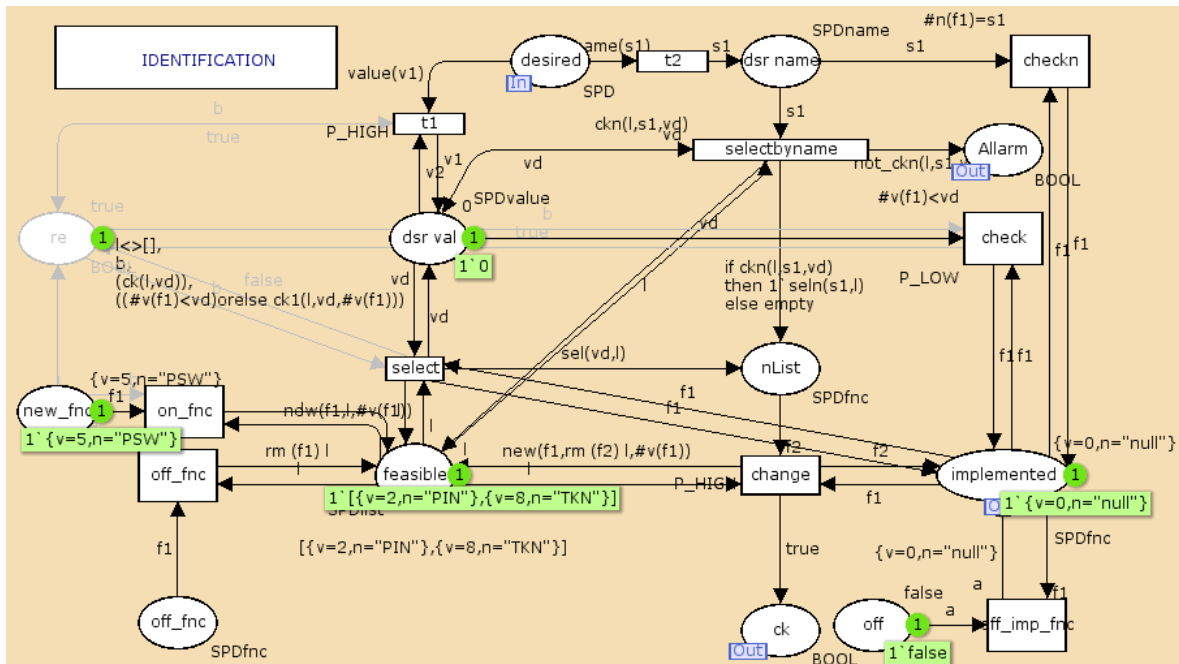 #n(f1)=s1
SPDname
ame(s1)
s1
s1
IDENTIFICATION
desired
t2
dsr name
checkn
value(v1)
In
SPD
b
s1
P_HIGH
t1
ckn(l,s1,vd)
true
vd
selectbyname
Allarm
v1
vd
not_ckn(l,s1,v
v2
Out
BOOL
#v(f1)<vd
true
0
SPDvalue
b
vd
true
re
1
dsr val
1
check
l<>[],
f1
f1
BOOL
b,
1`0
if ckn(l,s1,vd)
P_LOW
(ck(l,vd)),
vd
false
then 1`seln(s1,l)
((#v(f1)<vd)orelse ck1(l,vd,#v(f1)))
b
l
else empty
vd
sel(vd,l)
f1
f1
select
nList
{v=5,n="PSW"}
f1
f1
f1
SPDfnc
new_fnc
1
on_fnc
ndw(f1,l,#v(f1))
l
1`{v=5,n="PSW"}
l
l
{v=0,n="null"}
rm (f1) l
new(f1,rm (f2) l,#v(f1))
f2
f2
off_fnc
l
feasible
1
change
implemented
1
P_HIG
f1
1`[{v=2,n="PIN"},{v=8,n="TKN"}]
1`{v=0,n="null"}
SPDlist
SPDfnc
f1
[{v=2,n="PIN"},{v=8,n="TKN"}]
true
{v=0,n="null"}
a
f1
false
off_fnc
ck
off
1
a
off_imp_fnc
SPDfnc
Out
BOOL
1`false